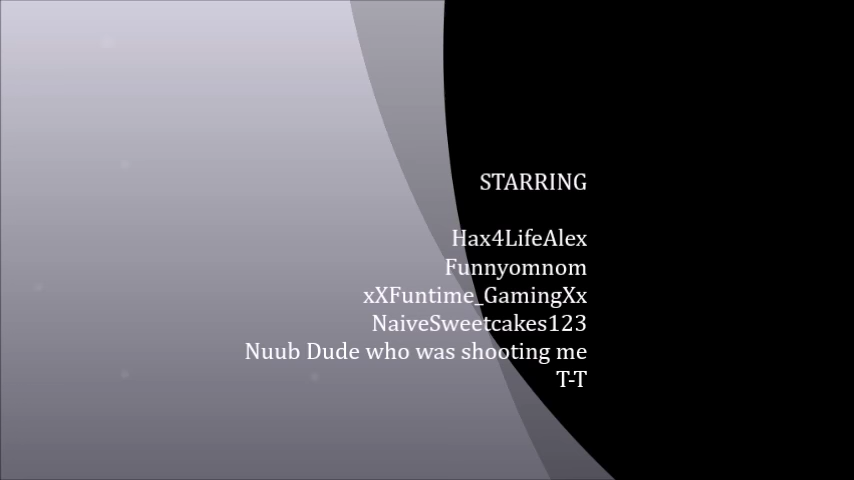 STARRING
Hax4LifeAlex
Funnyomnom
xXFuntime_GamingXx
NaiveSweetcakes123
Nuub Dude who was shooting me
T-T